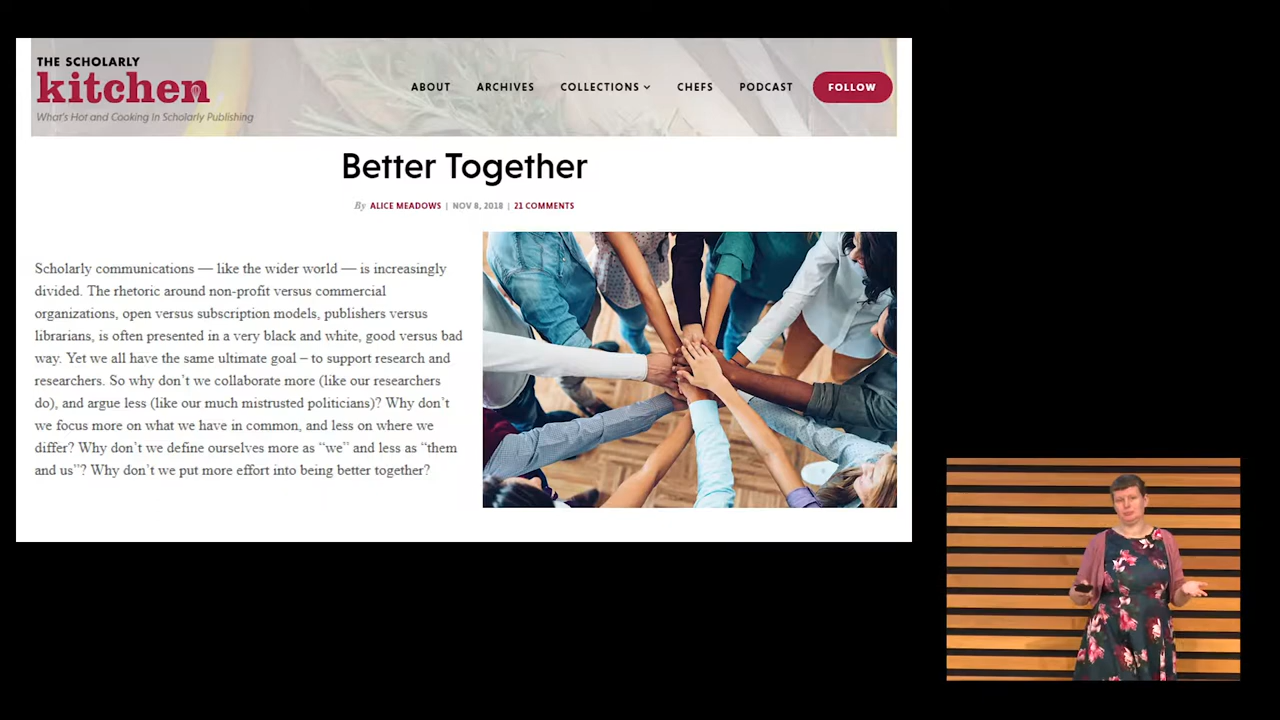 THE SCHOLARLY
kitchen
What's Hot and Cooking In Scholarly Publishing
ABOUT ARCHIVES COLLECTIONS CHEFS PODCAST FOLLOW
Better Together
By ALICE MEADOWS | NOV 8, 2018 | 21 COMMENTS
Scholarly communications — like the wider world — is increasingly
divided. The rhetoric around non-profit versus commercial
organizations, open versus subscription models, publishers versus
librarians, is often presented in a very black and white, good versus bad
way. Yet we all have the same ultimate goal – to support research and
researchers. So why don't we collaborate more (like our researchers
do), and argue less (like our much mistrusted politicians)? Why don't
we focus more on what we have in common, and less on where we
differ? Why don't we define ourselves more as “we” and less as “them
and us”? Why don't we put more effort into being better together?